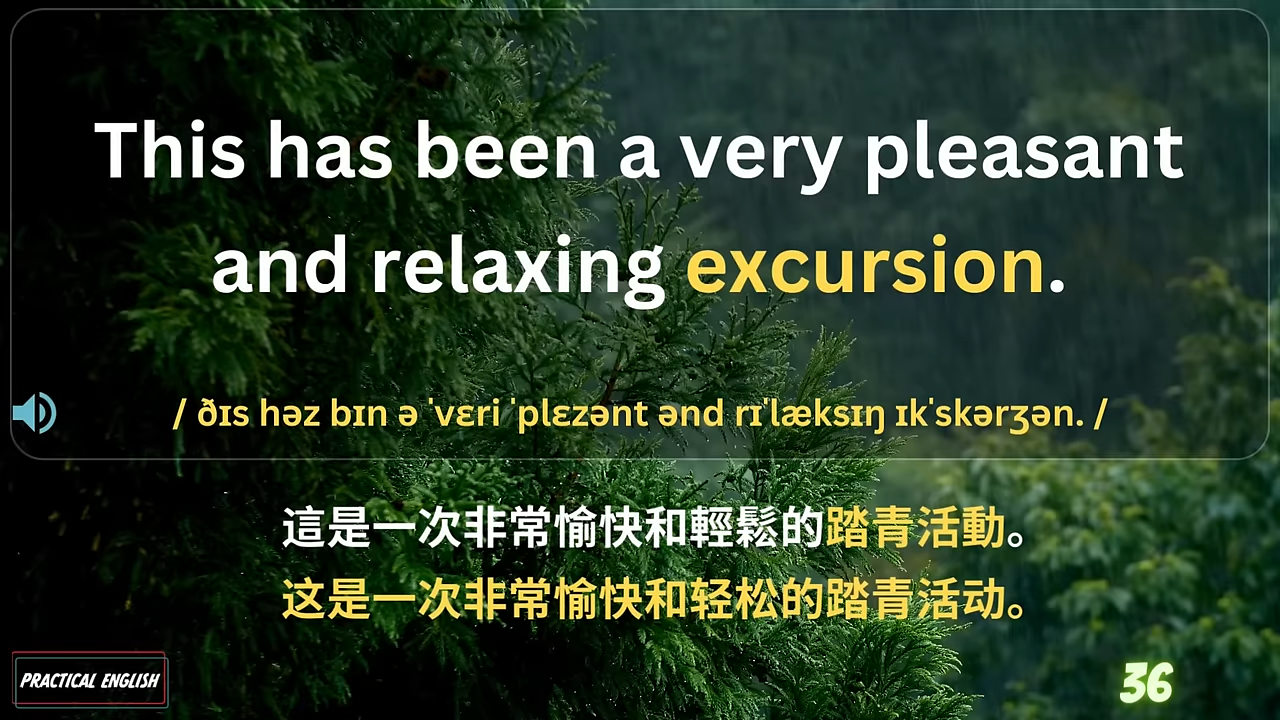 This has been a very pleasant
and relaxing excursion.
/ ðɪs həz bɪn ə ˈvɛri ˈplɛzənt ənd rɪˈlæksɪŋ ɪkˈskərʒən. /
這是一次非常愉快和輕鬆的踏青活動。
这是一次非常愉快和轻松的踏青活动。
PRACTICAL ENGLISH
36